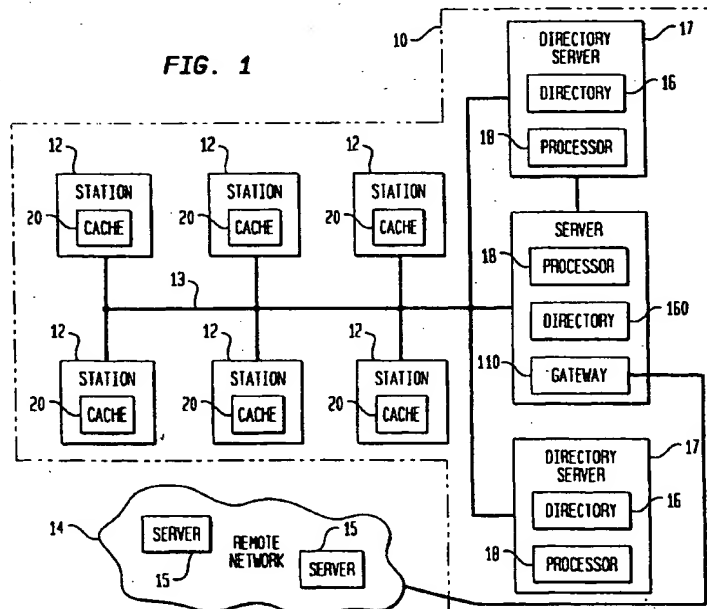 FIG. 1
10
DIRECTORY
SERVER
17
DIRECTORY
16
18
PROCESSOR
12
STATION
20
CACHE
12
STATION
20
CACHE
12
STATION
20
CACHE
13
SERVER
18
PROCESSOR
DIRECTORY
160
110
GATEWAY
12
STATION
20
CACHE
12
STATION
20
CACHE
12
STATION
20
CACHE
DIRECTORY
SERVER
17
DIRECTORY
16
18
PROCESSOR
14
SERVER
15
REMOTE
NETWORK
15
SERVER